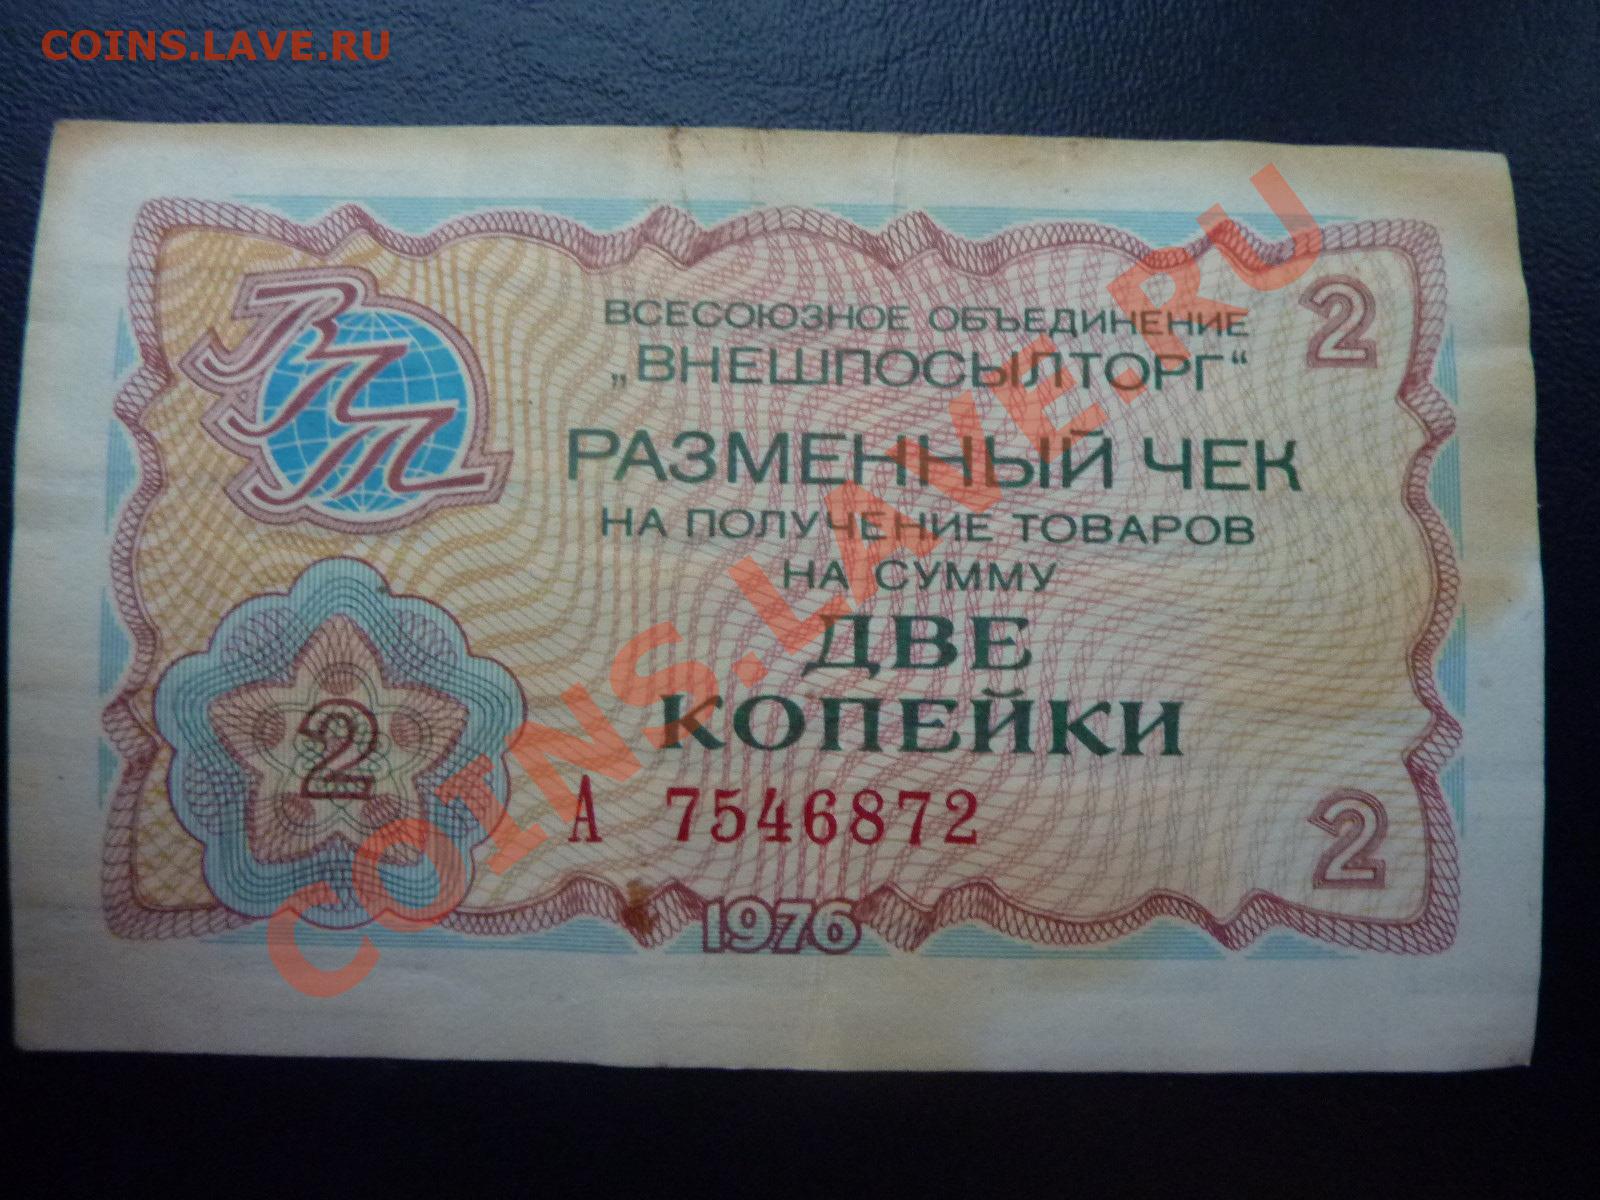 COINS.LAVE.RU
ВПТ
ВСЕСОЮЗНОЕ ОБЪЕДИНЕНИЕ
„ВНЕШПОСЫЛТОРГ“
РАЗМЕННЫЙ ЧЕК
НА ПОЛУЧЕНИЕ ТОВАРОВ
НА СУММУ
ДВЕ
КОПЕЙКИ
А 7546872
1976
2
2
2
COINS.LAVE.RU